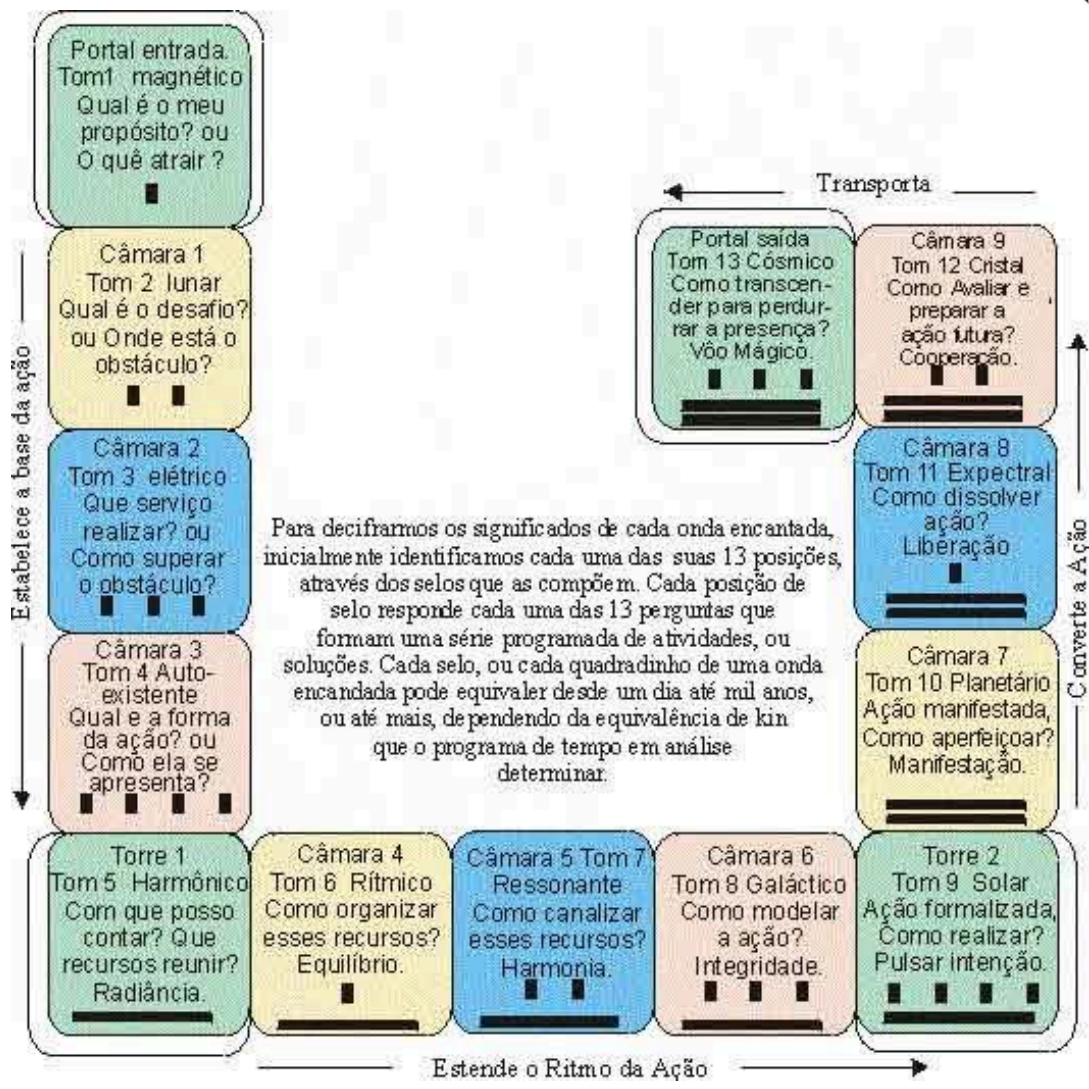 Portal entrada.
Tom1 magnético
Qual é o meu
propósito? ou
O quê atrair ?
Câmara 1
Tom 2 lunar
Qual é o desafio?
ou Onde está o
obstáculo?
Câmara 2
Tom 3 elétrico
Que serviço
realizar? ou
Como superar
o obstáculo?
Câmara 3
Tom 4 Auto-
existente
Qual e a forma
da ação? ou
Como ela se
apresenta?
Estabelece a base da ação
Torre 1
Tom 5 Harmônico
Com que posso
contar? Que
recursos reunir?
Radiância.
Câmara 4
Tom 6 Rítmico
Como organizar
esses recursos?
Equilíbrio.
Câmara 5 Tom 7
Ressonante
Como canalizar
esses recursos?
Harmonia.
Câmara 6
Tom 8 Galáctico
Como modelar
a ação?
Integridade.
Torre 2
Tom 9 Solar
Ação formalizada,
Como realizar?
Pulsar intenção.
Estende o Ritmo da Ação
Câmara 7
Tom 10 Planetário
Ação manifestada,
Como aperfeiçoar?
Manifestação.
Câmara 8
Tom 11 Expectral
Como dissolver
ação?
Liberação
Câmara 9
Tom 12 Cristal
Como Avaliar e
preparar a
ação futura?
Cooperação.
Converte a Ação
Transporta
Portal saída
Tom 13 Cósmico
Como transcen-
der para perdur-
rar a presença?
Vôo Mágico.
Para decifrarmos os significados de cada onda encantada,
inicialmente identificamos cada uma das suas 13 posições,
através dos selos que as compõem. Cada posição de
selo responde cada uma das 13 perguntas que
formam uma série programada de atividades, ou
soluções. Cada selo, ou cada quadradinho de uma onda
encandada pode equivaler desde um dia até mil anos,
ou até mais, dependendo da equivalência de kin
que o programa de tempo em análise
determinar.